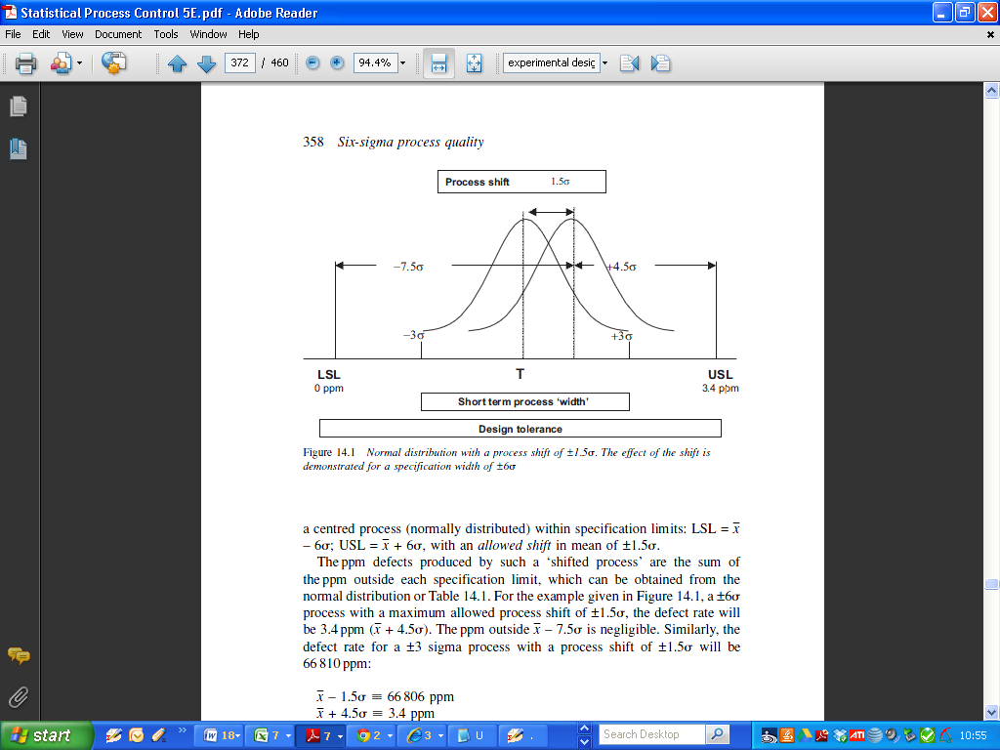 Statistical Process Control 5E.pdf - Adobe Reader
File Edit View Document Tools Window Help
372 / 460 94.4% experimental desig
358 Six-sigma process quality
Process shift 1.5σ
−7.5σ +4.5σ
−3σ +3σ
LSL T USL
0 ppm 3.4 ppm
Short term process 'width'
Design tolerance
Figure 14.1 Normal distribution with a process shift of ±1.5σ. The effect of the shift is
demonstrated for a specification width of ±6σ
a centred process (normally distributed) within specification limits: LSL = x̅
− 6σ; USL = x̅ + 6σ, with an allowed shift in mean of ±1.5σ.
The ppm defects produced by such a 'shifted process' are the sum of
the ppm outside each specification limit, which can be obtained from the
normal distribution or Table 14.1. For the example given in Figure 14.1, a ±6σ
process with a maximum allowed process shift of ±1.5σ, the defect rate will
be 3.4 ppm (x̅ + 4.5σ). The ppm outside x̅ − 7.5σ is negligible. Similarly, the
defect rate for a ±3 sigma process with a process shift of ±1.5σ will be
66 810 ppm:
x̅ − 1.5σ ≡ 66 806 ppm
x̅ + 4.5σ ≡ 3.4 ppm
start 18 7 7 2 3 U . Search Desktop 10:55